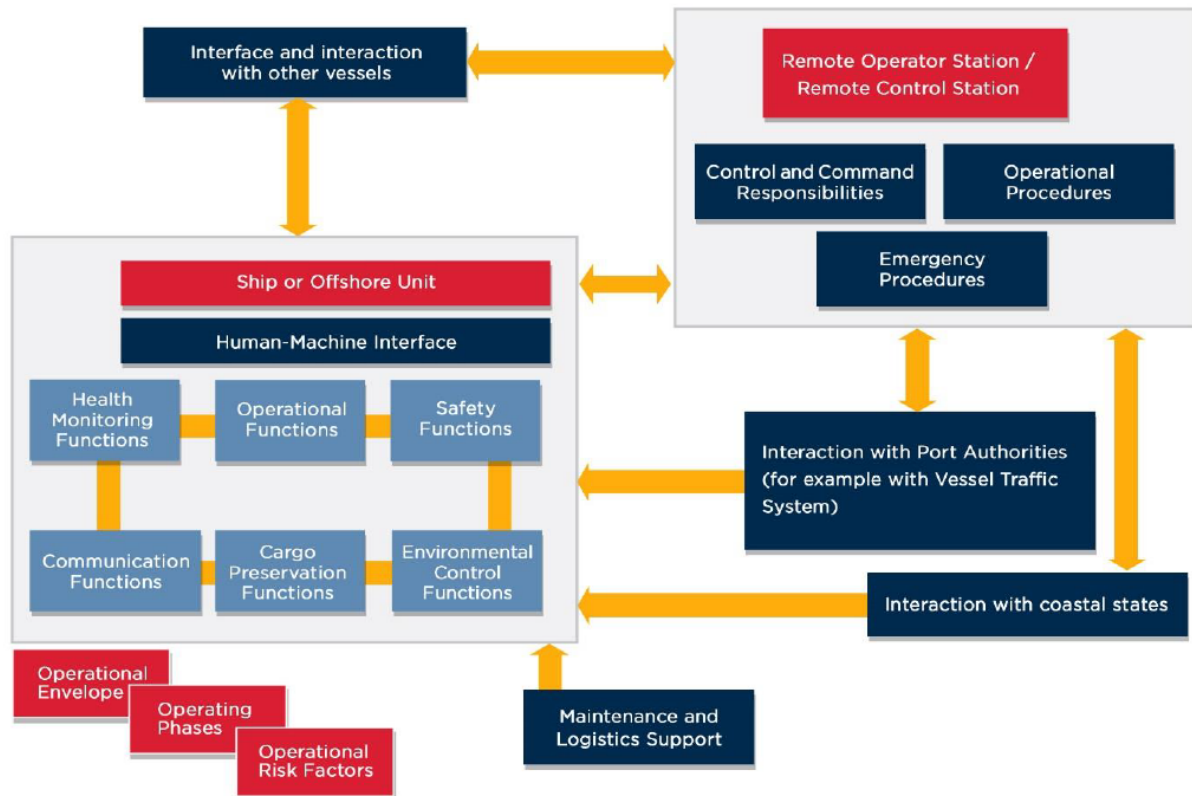 Interface and interaction
with other vessels
Remote Operator Station /
Remote Control Station
Control and Command
Responsibilities
Operational
Procedures
Emergency
Procedures
Ship or Offshore Unit
Human-Machine Interface
Health
Monitoring
Functions
Operational
Functions
Safety
Functions
Communication
Functions
Cargo
Preservation
Functions
Environmental
Control
Functions
Interaction with Port Authorities
(for example with Vessel Traffic
System)
Interaction with coastal states
Operational
Envelope
Operating
Phases
Operational
Risk Factors
Maintenance and
Logistics Support